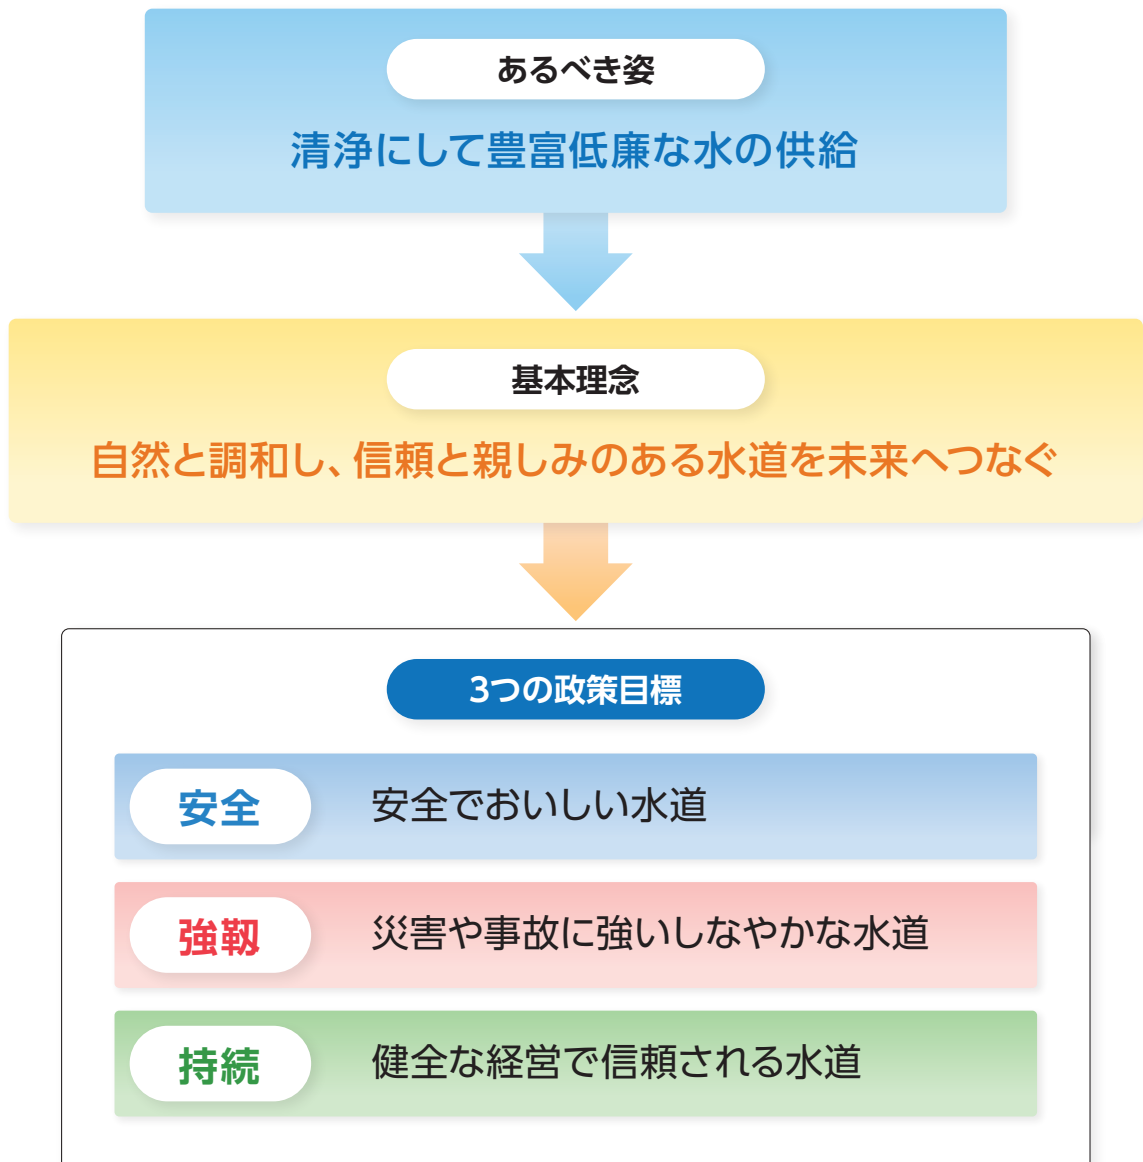 あるべき姿
清浄にして豊富低廉な水の供給
基本理念
自然と調和し、信頼と親しみのある水道を未来へつなぐ
3つの政策目標
安全 安全でおいしい水道
強靱 災害や事故に強いしなやかな水道
持続 健全な経営で信頼される水道